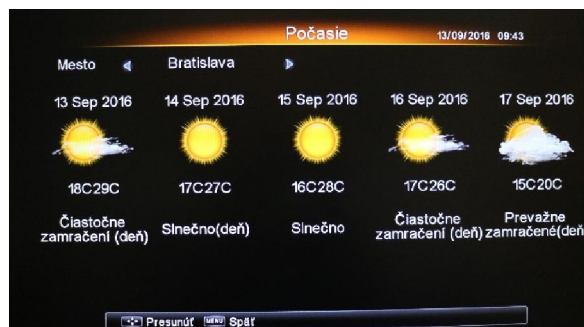 Počasie
13/09/2016 09:43
Mesto Bratislava
13 Sep 2016 14 Sep 2016 15 Sep 2016 16 Sep 2016 17 Sep 2016
18C29C 17C27C 16C28C 17C26C 15C20C
Čiastočne zamračení (deň)
Slnečno(deň)
Slnečno
Čiastočne zamračení (deň)
Prevažne zamračené(deň
Presunúť MENU Späť